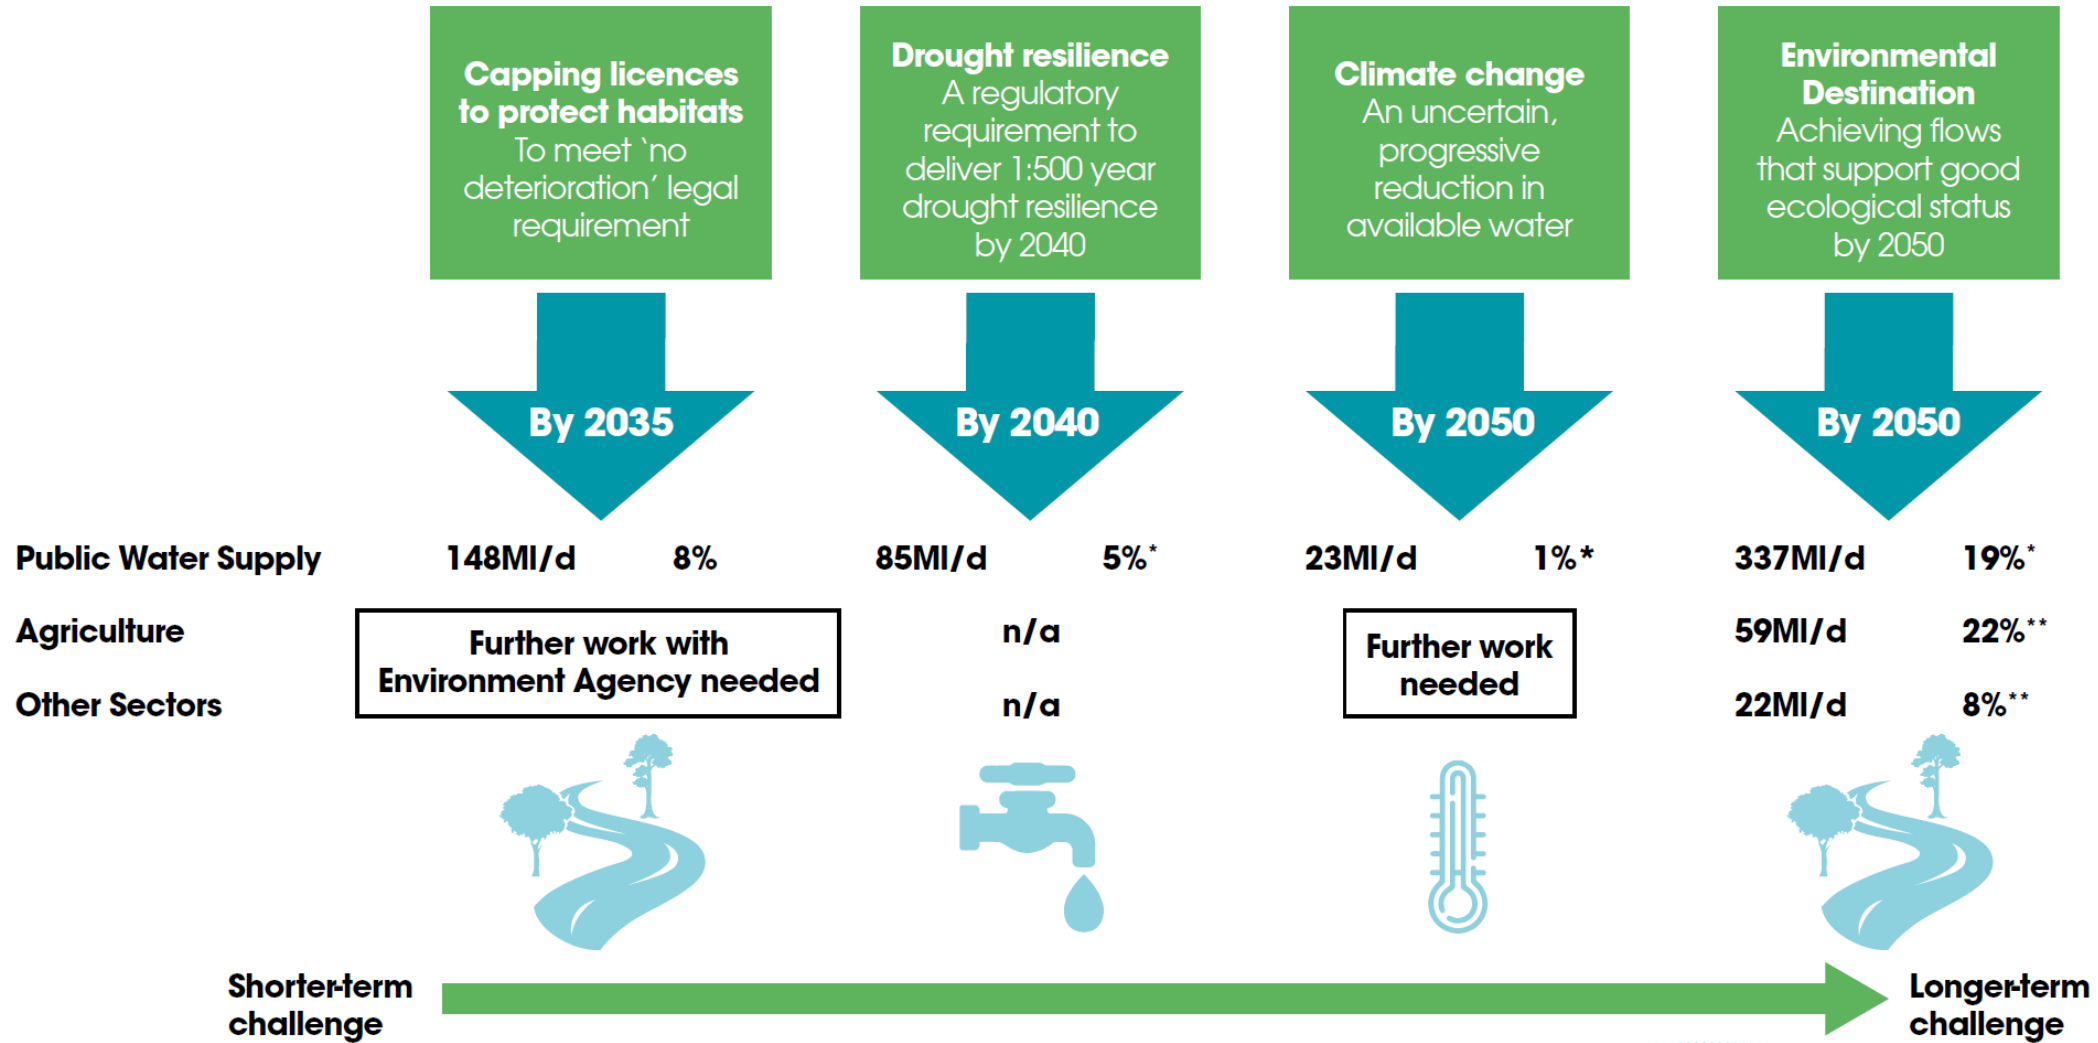 Capping licences
to protect habitats
To meet ‘no
deterioration’ legal
requirement
Drought resilience
A regulatory
requirement to
deliver 1:500 year
drought resilience
by 2040
Climate change
An uncertain,
progressive
reduction in
available water
Environmental
Destination
Achieving flows
that support good
ecological status
by 2050
By 2035
By 2040
By 2050
By 2050
Public Water Supply 148Ml/d 8% 85Ml/d 5%* 23Ml/d 1%* 337Ml/d 19%*
Agriculture n/a 59Ml/d 22%**
Further work with
Environment Agency needed
Further work
needed
Other Sectors n/a 22Ml/d 8%**
Shorter-term
challenge
Longer-term
challenge